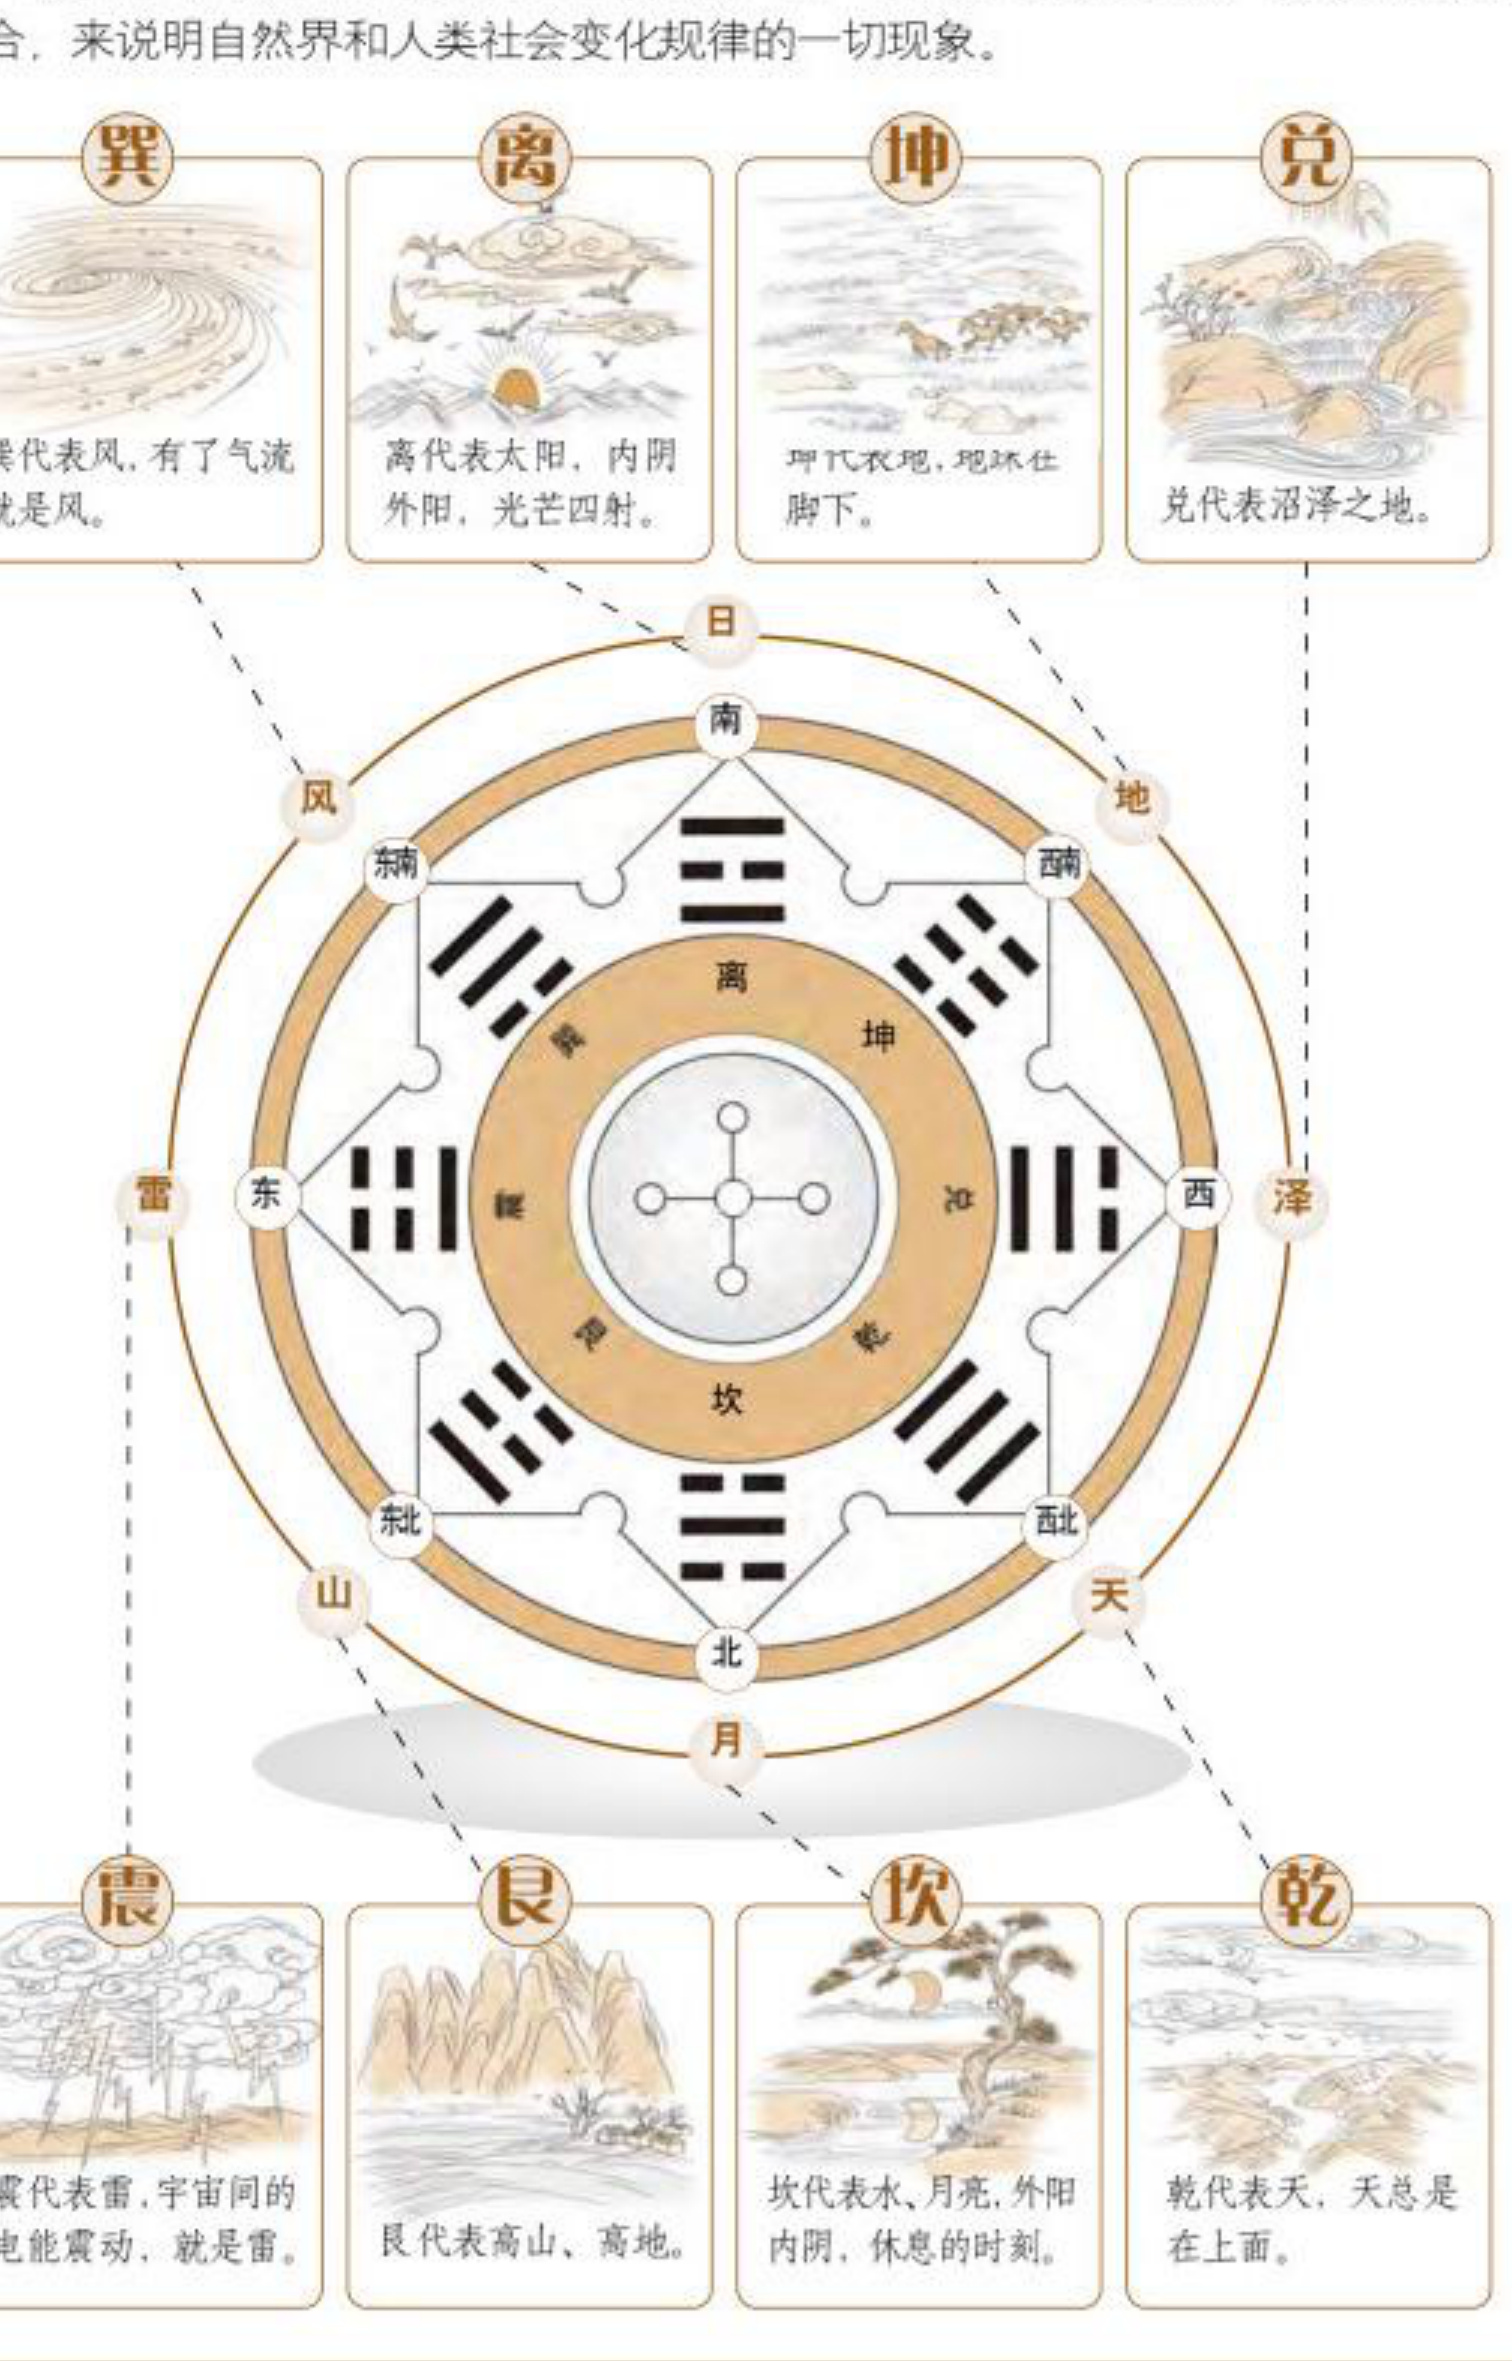 合，来说明自然界和人类社会变化规律的一切现象。
巽
离
坤
兑
巽代表风，有了气流
就是风。
离代表太阳，内阴
外阳，光芒四射。
坤代表地，地球在
脚下。
兑代表沼泽之地。
日
南
风
地
东南
西南
离
巽
坤
雷
东
震
兑
西
泽
艮
乾
坎
东北
西北
山
天
北
月
震
艮
坎
乾
震代表雷，宇宙间的
电能震动，就是雷。
艮代表高山、高地。
坎代表水、月亮，外阳
内阴，休息的时刻。
乾代表天，天总是
在上面。